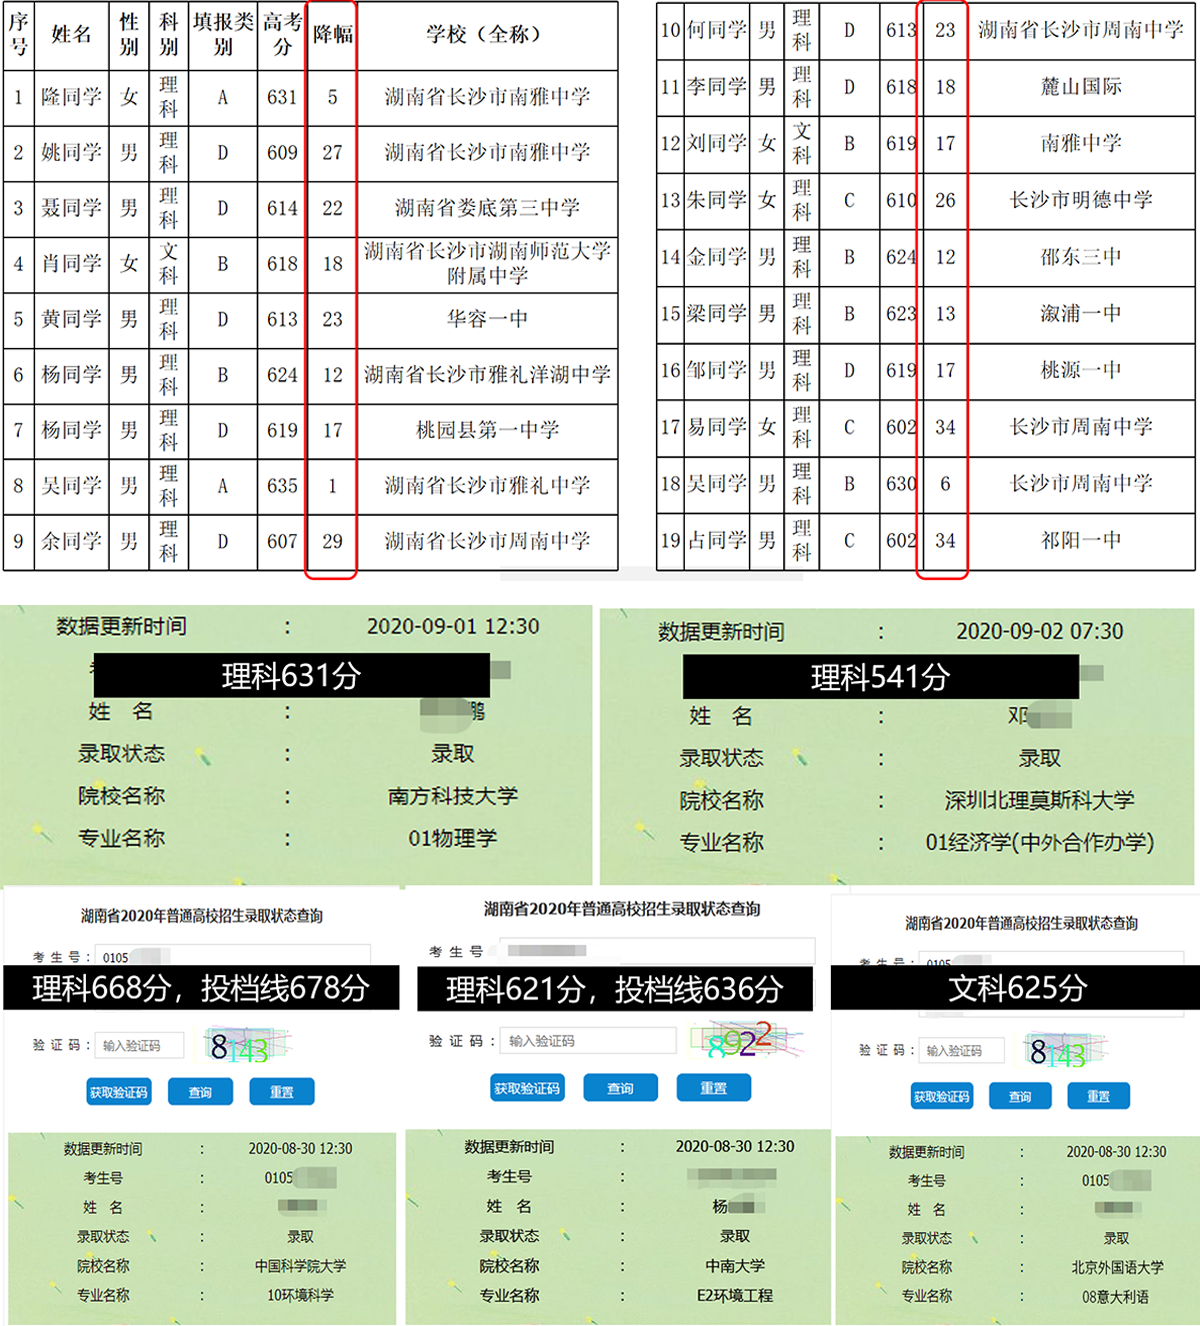 序号 姓名 性别 科别 填报类别 高考分 降幅 学校（全称）
1 隆同学 女 理科 A 631 5 湖南省长沙市南雅中学
2 姚同学 男 理科 D 609 27 湖南省长沙市南雅中学
3 聂同学 男 理科 D 614 22 湖南省娄底第三中学
4 肖同学 女 文科 B 618 18 湖南省长沙市湖南师范大学附属中学
5 黄同学 男 理科 D 613 23 华容一中
6 杨同学 男 理科 B 624 12 湖南省长沙市雅礼洋湖中学
7 杨同学 男 理科 D 619 17 桃园县第一中学
8 吴同学 男 理科 A 635 1 湖南省长沙市雅礼中学
9 余同学 男 理科 D 607 29 湖南省长沙市周南中学
10 何同学 男 理科 D 613 23 湖南省长沙市周南中学
11 李同学 男 理科 D 618 18 麓山国际
12 刘同学 女 文科 B 619 17 南雅中学
13 朱同学 女 理科 C 610 26 长沙市明德中学
14 金同学 男 理科 B 624 12 邵东三中
15 梁同学 男 理科 B 623 13 溆浦一中
16 邹同学 男 理科 D 619 17 桃源一中
17 易同学 女 理科 C 602 34 长沙市周南中学
18 吴同学 男 理科 B 630 6 长沙市周南中学
19 占同学 男 理科 C 602 34 祁阳一中
数据更新时间 : 2020-09-01 12:30
理科631分
姓 名 : 鹏
录取状态 : 录取
院校名称 : 南方科技大学
专业名称 : 01物理学
数据更新时间 : 2020-09-02 07:30
理科541分
姓 名 : 邓
录取状态 : 录取
院校名称 : 深圳北理莫斯科大学
专业名称 : 01经济学(中外合作办学)
湖南省2020年普通高校招生录取状态查询
考 生 号 : 0105
理科668分，投档线678分
验 证 码 : 输入验证码 8143
获取验证码 查询 重置
数据更新时间 : 2020-08-30 12:30
考生号 : 0105
姓 名 :
录取状态 : 录取
院校名称 : 中国科学院大学
专业名称 : 10环境科学
湖南省2020年普通高校招生录取状态查询
考 生 号
理科621分，投档线636分
验 证 码 : 输入验证码 8922
获取验证码 查询 重置
数据更新时间 : 2020-08-30 12:30
考生号 :
姓 名 : 杨
录取状态 : 录取
院校名称 : 中南大学
专业名称 : E2环境工程
湖南省2020年普通高校招生录取状态查询
考 生 号 : 0105
文科625分
验 证 码 : 输入验证码 8143
获取验证码 查询 重置
数据更新时间 : 2020-08-30 12:30
考生号 : 0105
姓 名 :
录取状态 : 录取
院校名称 : 北京外国语大学
专业名称 : 08意大利语